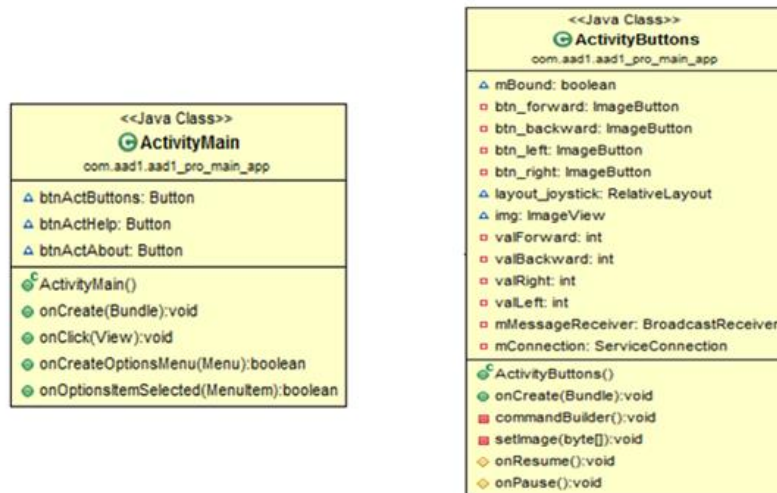 <<Java Class>>
ActivityMain
com.aad1.aad1_pro_main_app
btnActButtons: Button
btnActHelp: Button
btnActAbout: Button
ActivityMain()
onCreate(Bundle):void
onClick(View):void
onCreateOptionsMenu(Menu):boolean
onOptionsItemSelected(MenuItem):boolean
<<Java Class>>
ActivityButtons
com.aad1.aad1_pro_main_app
mBound: boolean
btn_forward: ImageButton
btn_backward: ImageButton
btn_left: ImageButton
btn_right: ImageButton
layout_joystick: RelativeLayout
img: ImageView
valForward: int
valBackward: int
valRight: int
valLeft: int
mMessageReceiver: BroadcastReceiver
mConnection: ServiceConnection
ActivityButtons()
onCreate(Bundle):void
commandBuilder():void
setImage(byte[]):void
onResume():void
onPause():void